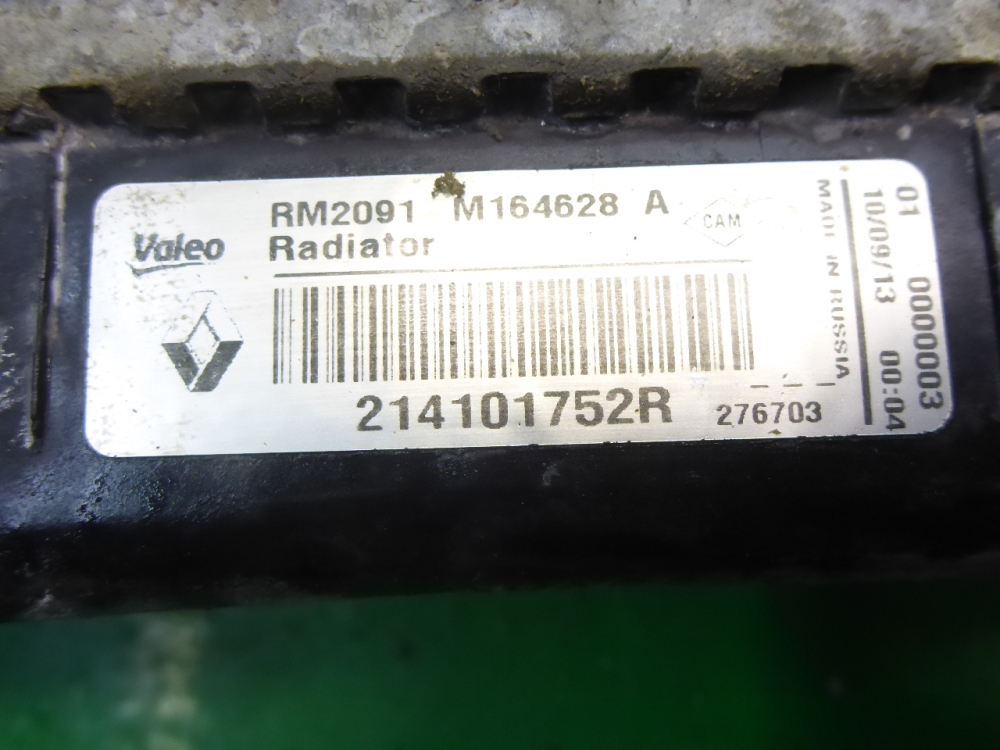 RM2091 M164628 A
CAM
Valeo
Radiator
214101752R
276703
MADE IN RUSSIA
10/09/13 00:04
01 0000003